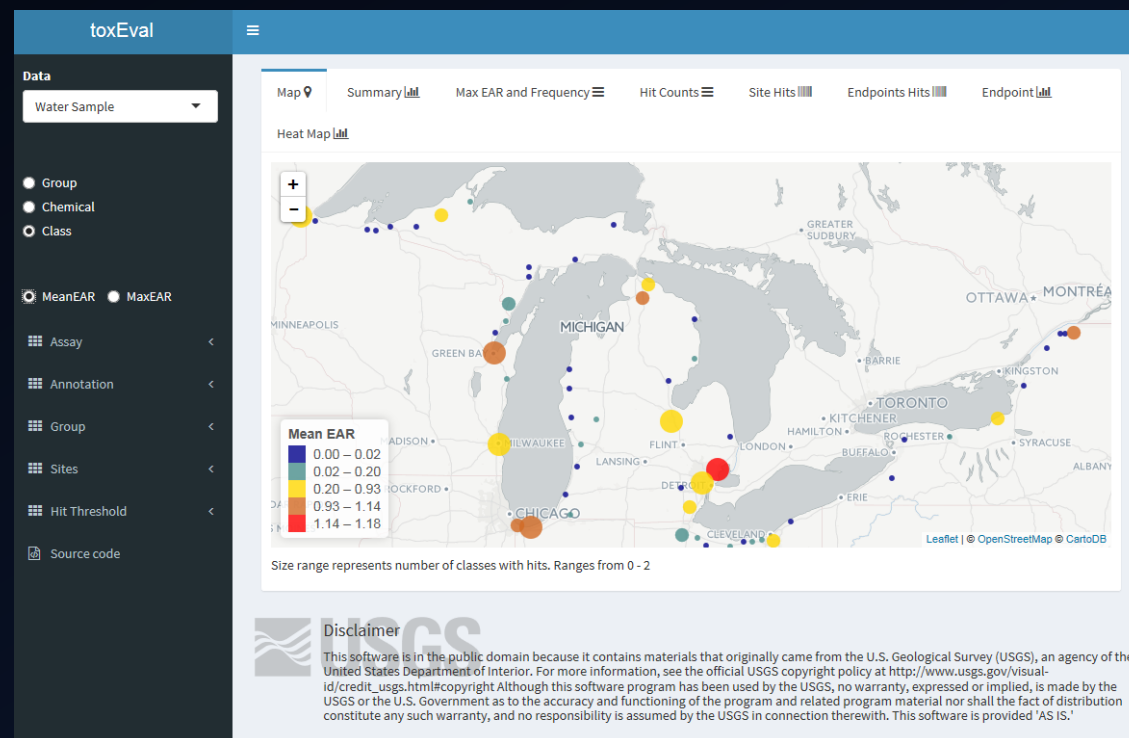 toxEval
Data
Water Sample
Group
Chemical
Class
MeanEAR MaxEAR
Assay
Annotation
Group
Sites
Hit Threshold
Source code
Map Summary Max EAR and Frequency Hit Counts Site Hits Endpoints Hits Endpoint
Heat Map
+
−
GREATER
SUDBURY
OTTAWA MONTRÉA
MINNEAPOLIS
MICHIGAN
GREEN BA
BARRIE
KINGSTON
TORONTO
KITCHENER
HAMILTON
ROCHESTER
SYRACUSE
MILWAUKEE
FLINT
LONDON
BUFFALO
ADISON
LANSING
ALBANY
OCKFORD
DETROIT
ERIE
CHICAGO
CLEVELAND
Mean EAR
0.00 – 0.02
0.02 – 0.20
0.20 – 0.93
0.93 – 1.14
1.14 – 1.18
Leaflet | © OpenStreetMap © CartoDB
Size range represents number of classes with hits. Ranges from 0 - 2
USGS
Disclaimer
This software is in the public domain because it contains materials that originally came from the U.S. Geological Survey (USGS), an agency of the
United States Department of Interior. For more information, see the official USGS copyright policy at http://www.usgs.gov/visual-
id/credit_usgs.html#copyright Although this software program has been used by the USGS, no warranty, expressed or implied, is made by the
USGS or the U.S. Government as to the accuracy and functioning of the program and related program material nor shall the fact of distribution
constitute any such warranty, and no responsibility is assumed by the USGS in connection therewith. This software is provided 'AS IS.'